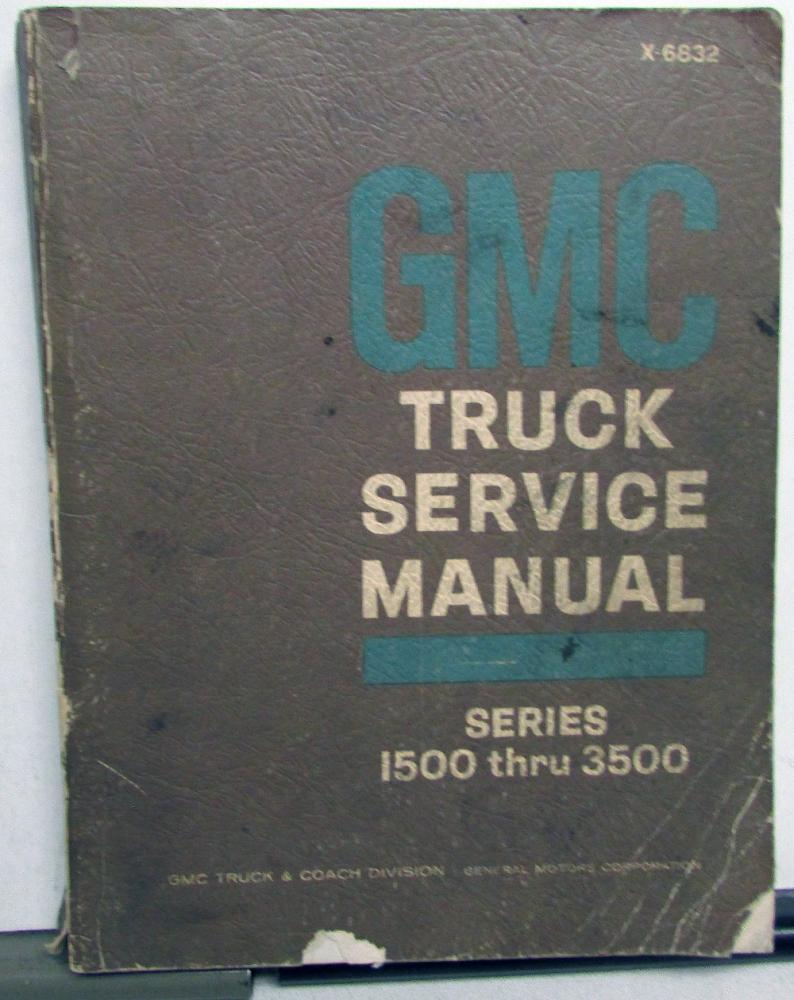 X-6832
GMC
TRUCK
SERVICE
MANUAL
SERIES
1500 thru 3500
GMC TRUCK & COACH DIVISION GENERAL MOTORS CORPORATION